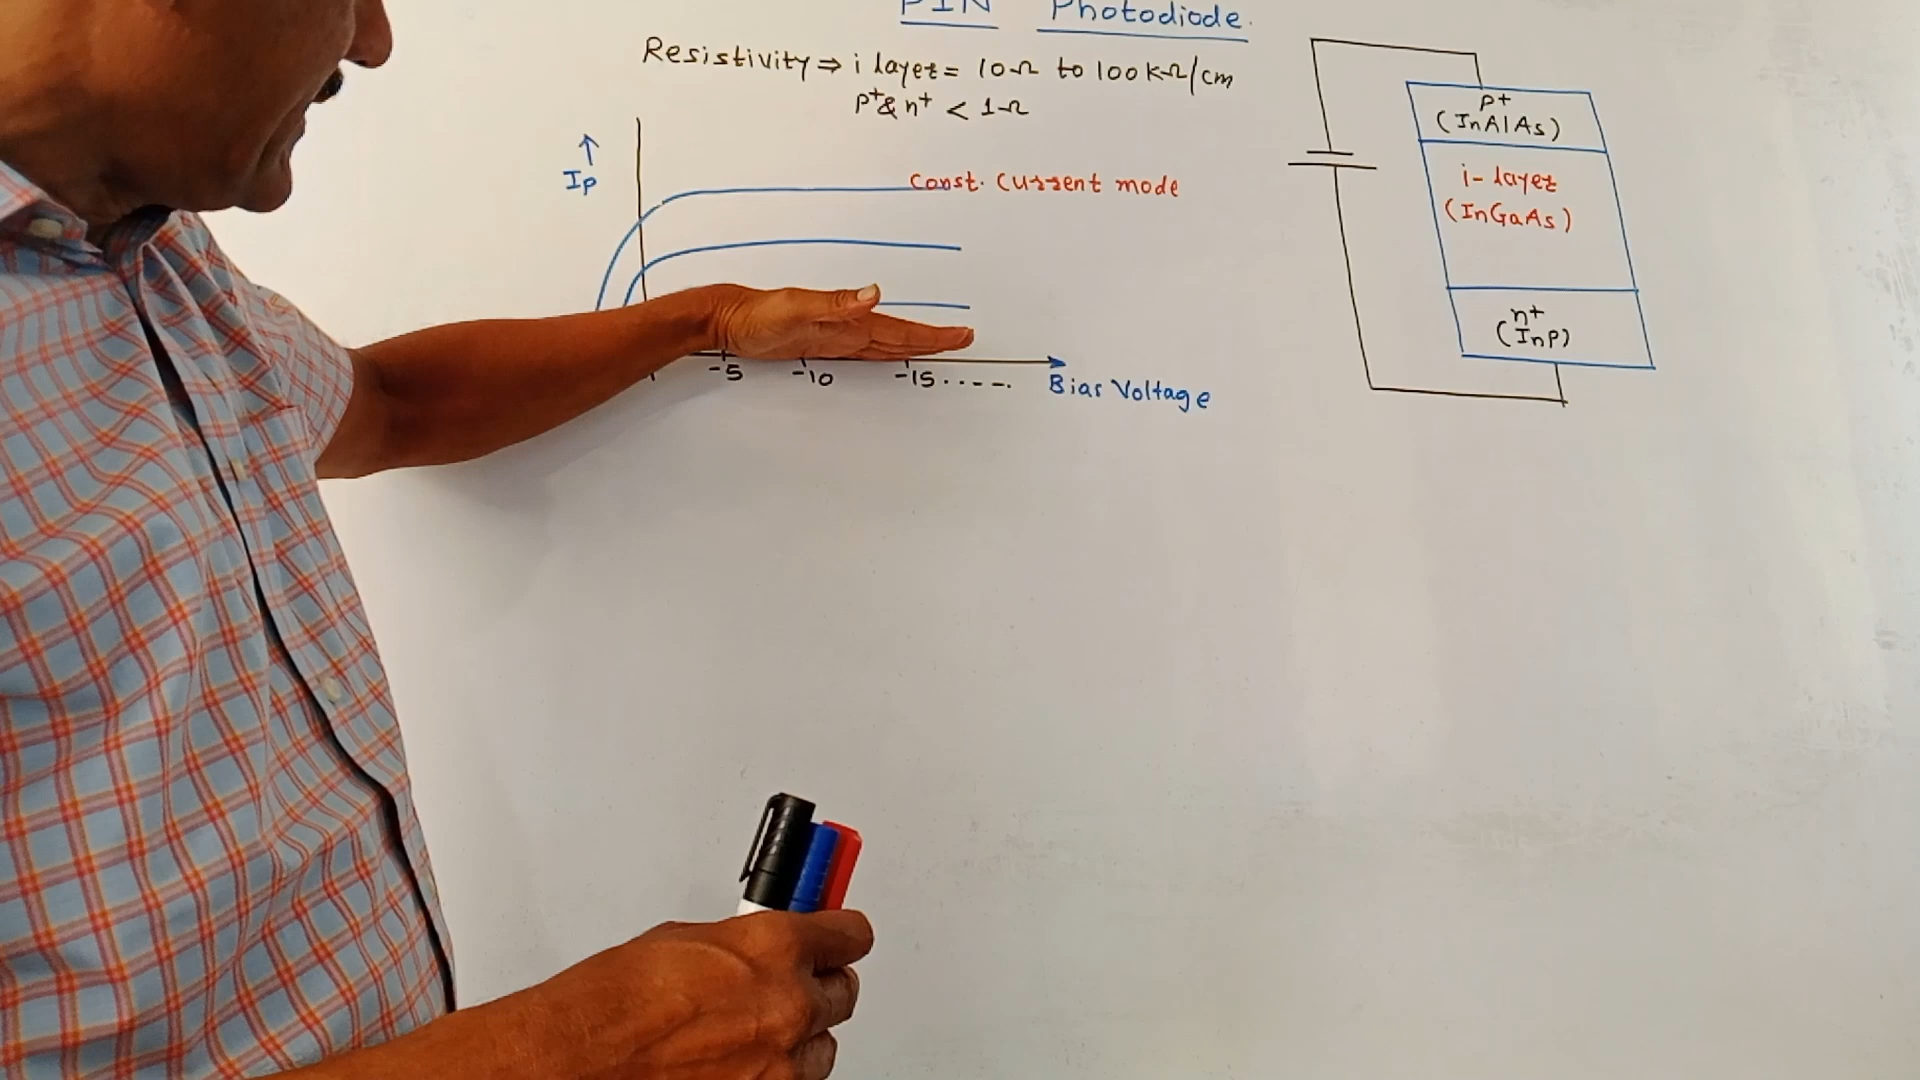 PIN Photodiode.
Resistivity ⇒ i layer = 10Ω to 100KΩ/cm
P+ & n+ < 1Ω
↑
Ip
Const. Current mode
-5 -10 -15 . . . - - .
Bias Voltage
P+
(InAlAs)
i-layer
(InGaAs)
n+
(InP)